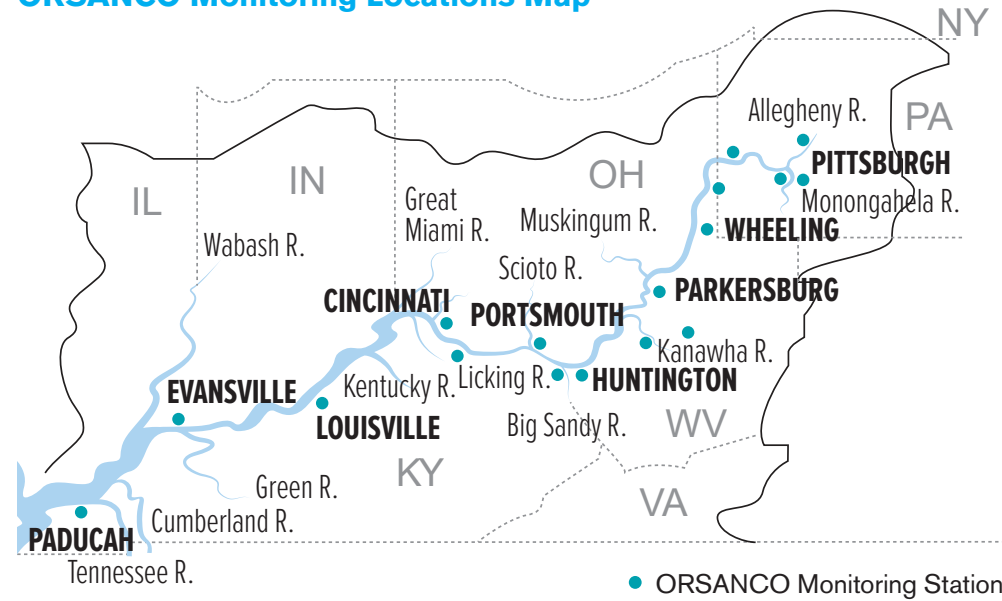 ORSANCO Monitoring Locations Map
NY
Allegheny R.
PA
PITTSBURGH
OH
IN
IL
Monongahela R.
Great
Miami R.
Muskingum R.
WHEELING
Wabash R.
Scioto R.
PARKERSBURG
CINCINNATI
PORTSMOUTH
Kanawha R.
Kentucky R.
Licking R.
HUNTINGTON
EVANSVILLE
LOUISVILLE
Big Sandy R.
WV
KY
Green R.
VA
Cumberland R.
PADUCAH
Tennessee R.
ORSANCO Monitoring Station